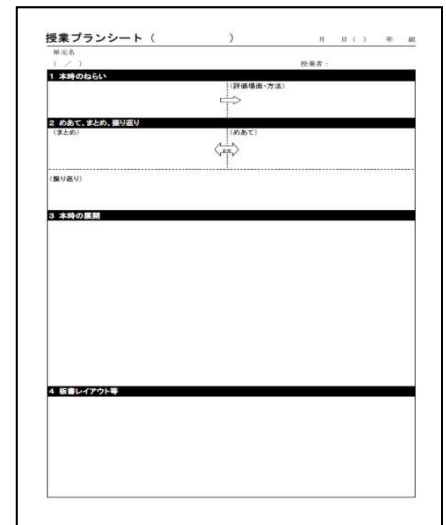 授業プランシート（　　　　　）　月　日（ ）　年　組
単元名
（ ／ ）　授業者：
1 本時のねらい
（評価場面・方法）
2 めあて、まとめ、振り返り
（まとめ）　（めあて）
（振り返り）
3 本時の展開
4 板書レイアウト等